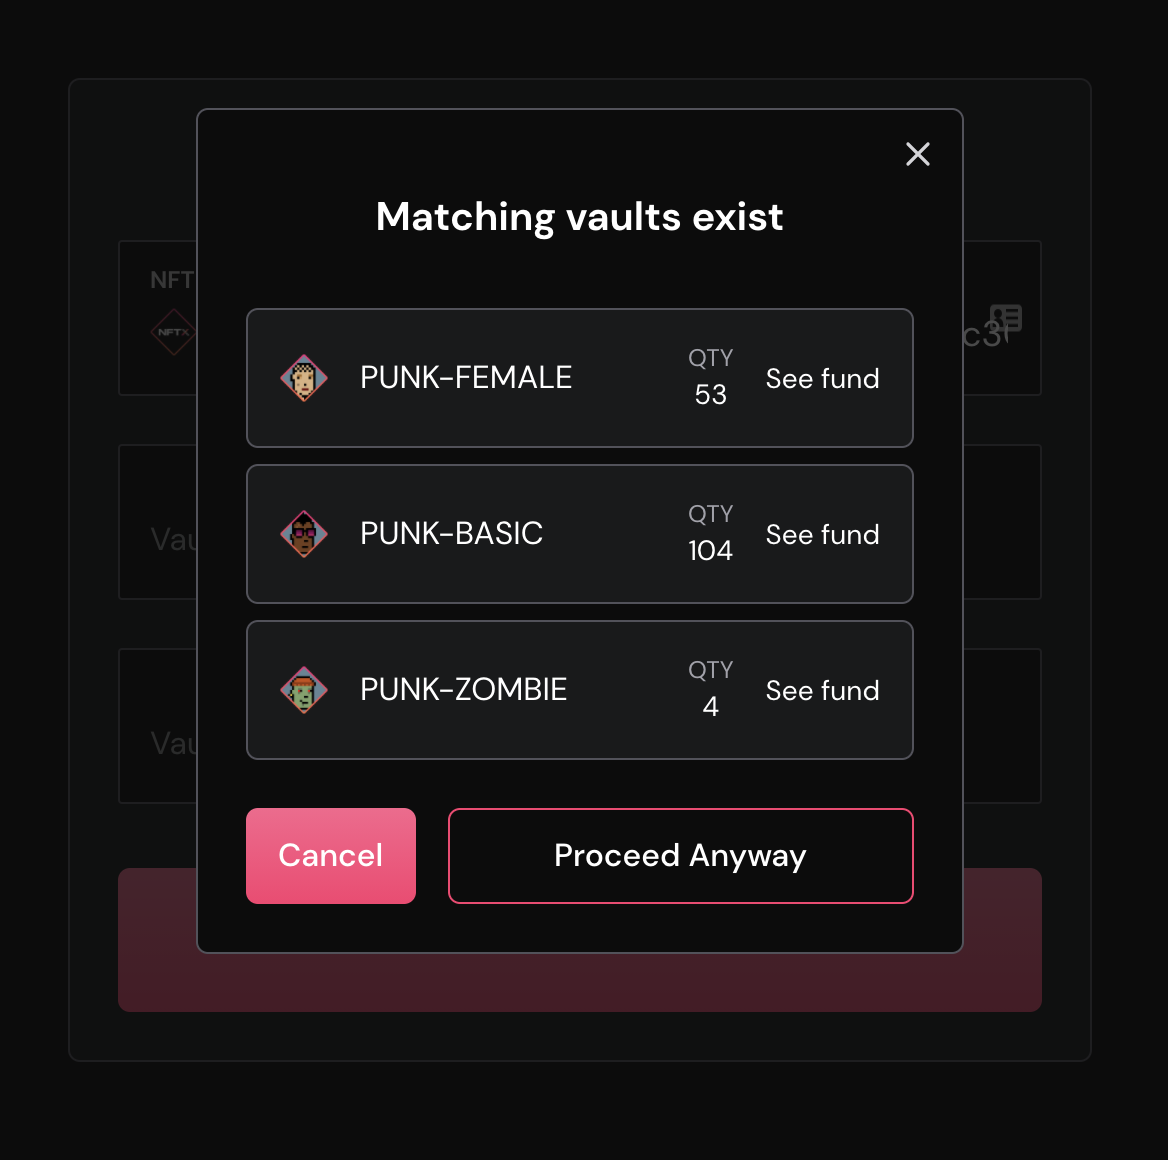 Matching vaults exist
NFT
NFTX
c3
PUNK-FEMALE
QTY
53
See fund
Vau
PUNK-BASIC
QTY
104
See fund
Vau
PUNK-ZOMBIE
QTY
4
See fund
Cancel
Proceed Anyway